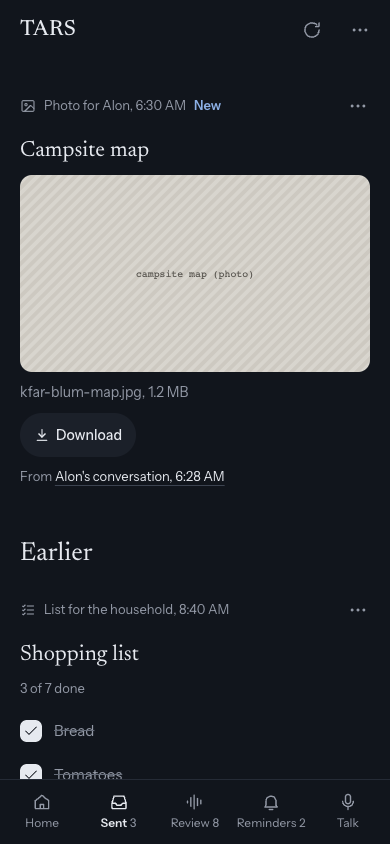 TARS
Photo for Alon, 6:30 AM New
Campsite map
campsite map (photo)
kfar-blum-map.jpg, 1.2 MB
Download
From Alon's conversation, 6:28 AM
Earlier
List for the household, 8:40 AM
Shopping list
3 of 7 done
Bread
Tomatoes
Home
Sent 3
Review 8
Reminders 2
Talk